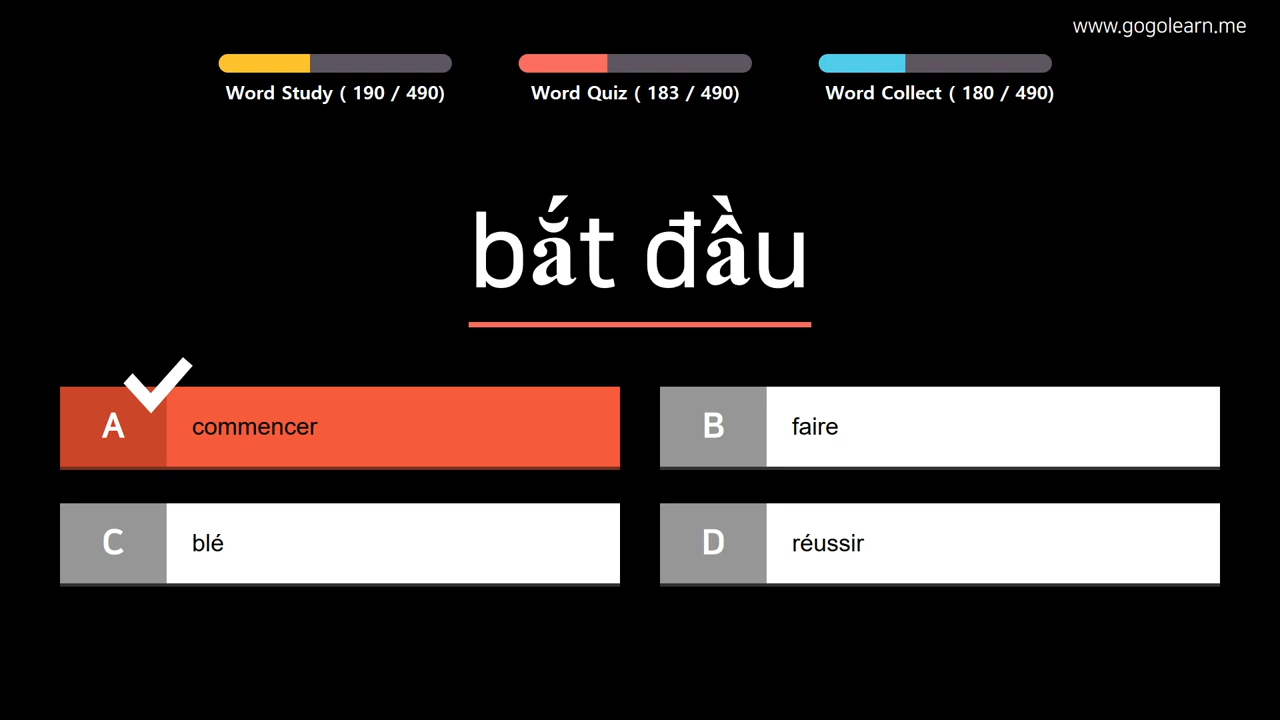 www.gogolearn.me
Word Study ( 190 / 490)
Word Quiz ( 183 / 490)
Word Collect ( 180 / 490)
bắt đầu
A commencer
B faire
C blé
D réussir